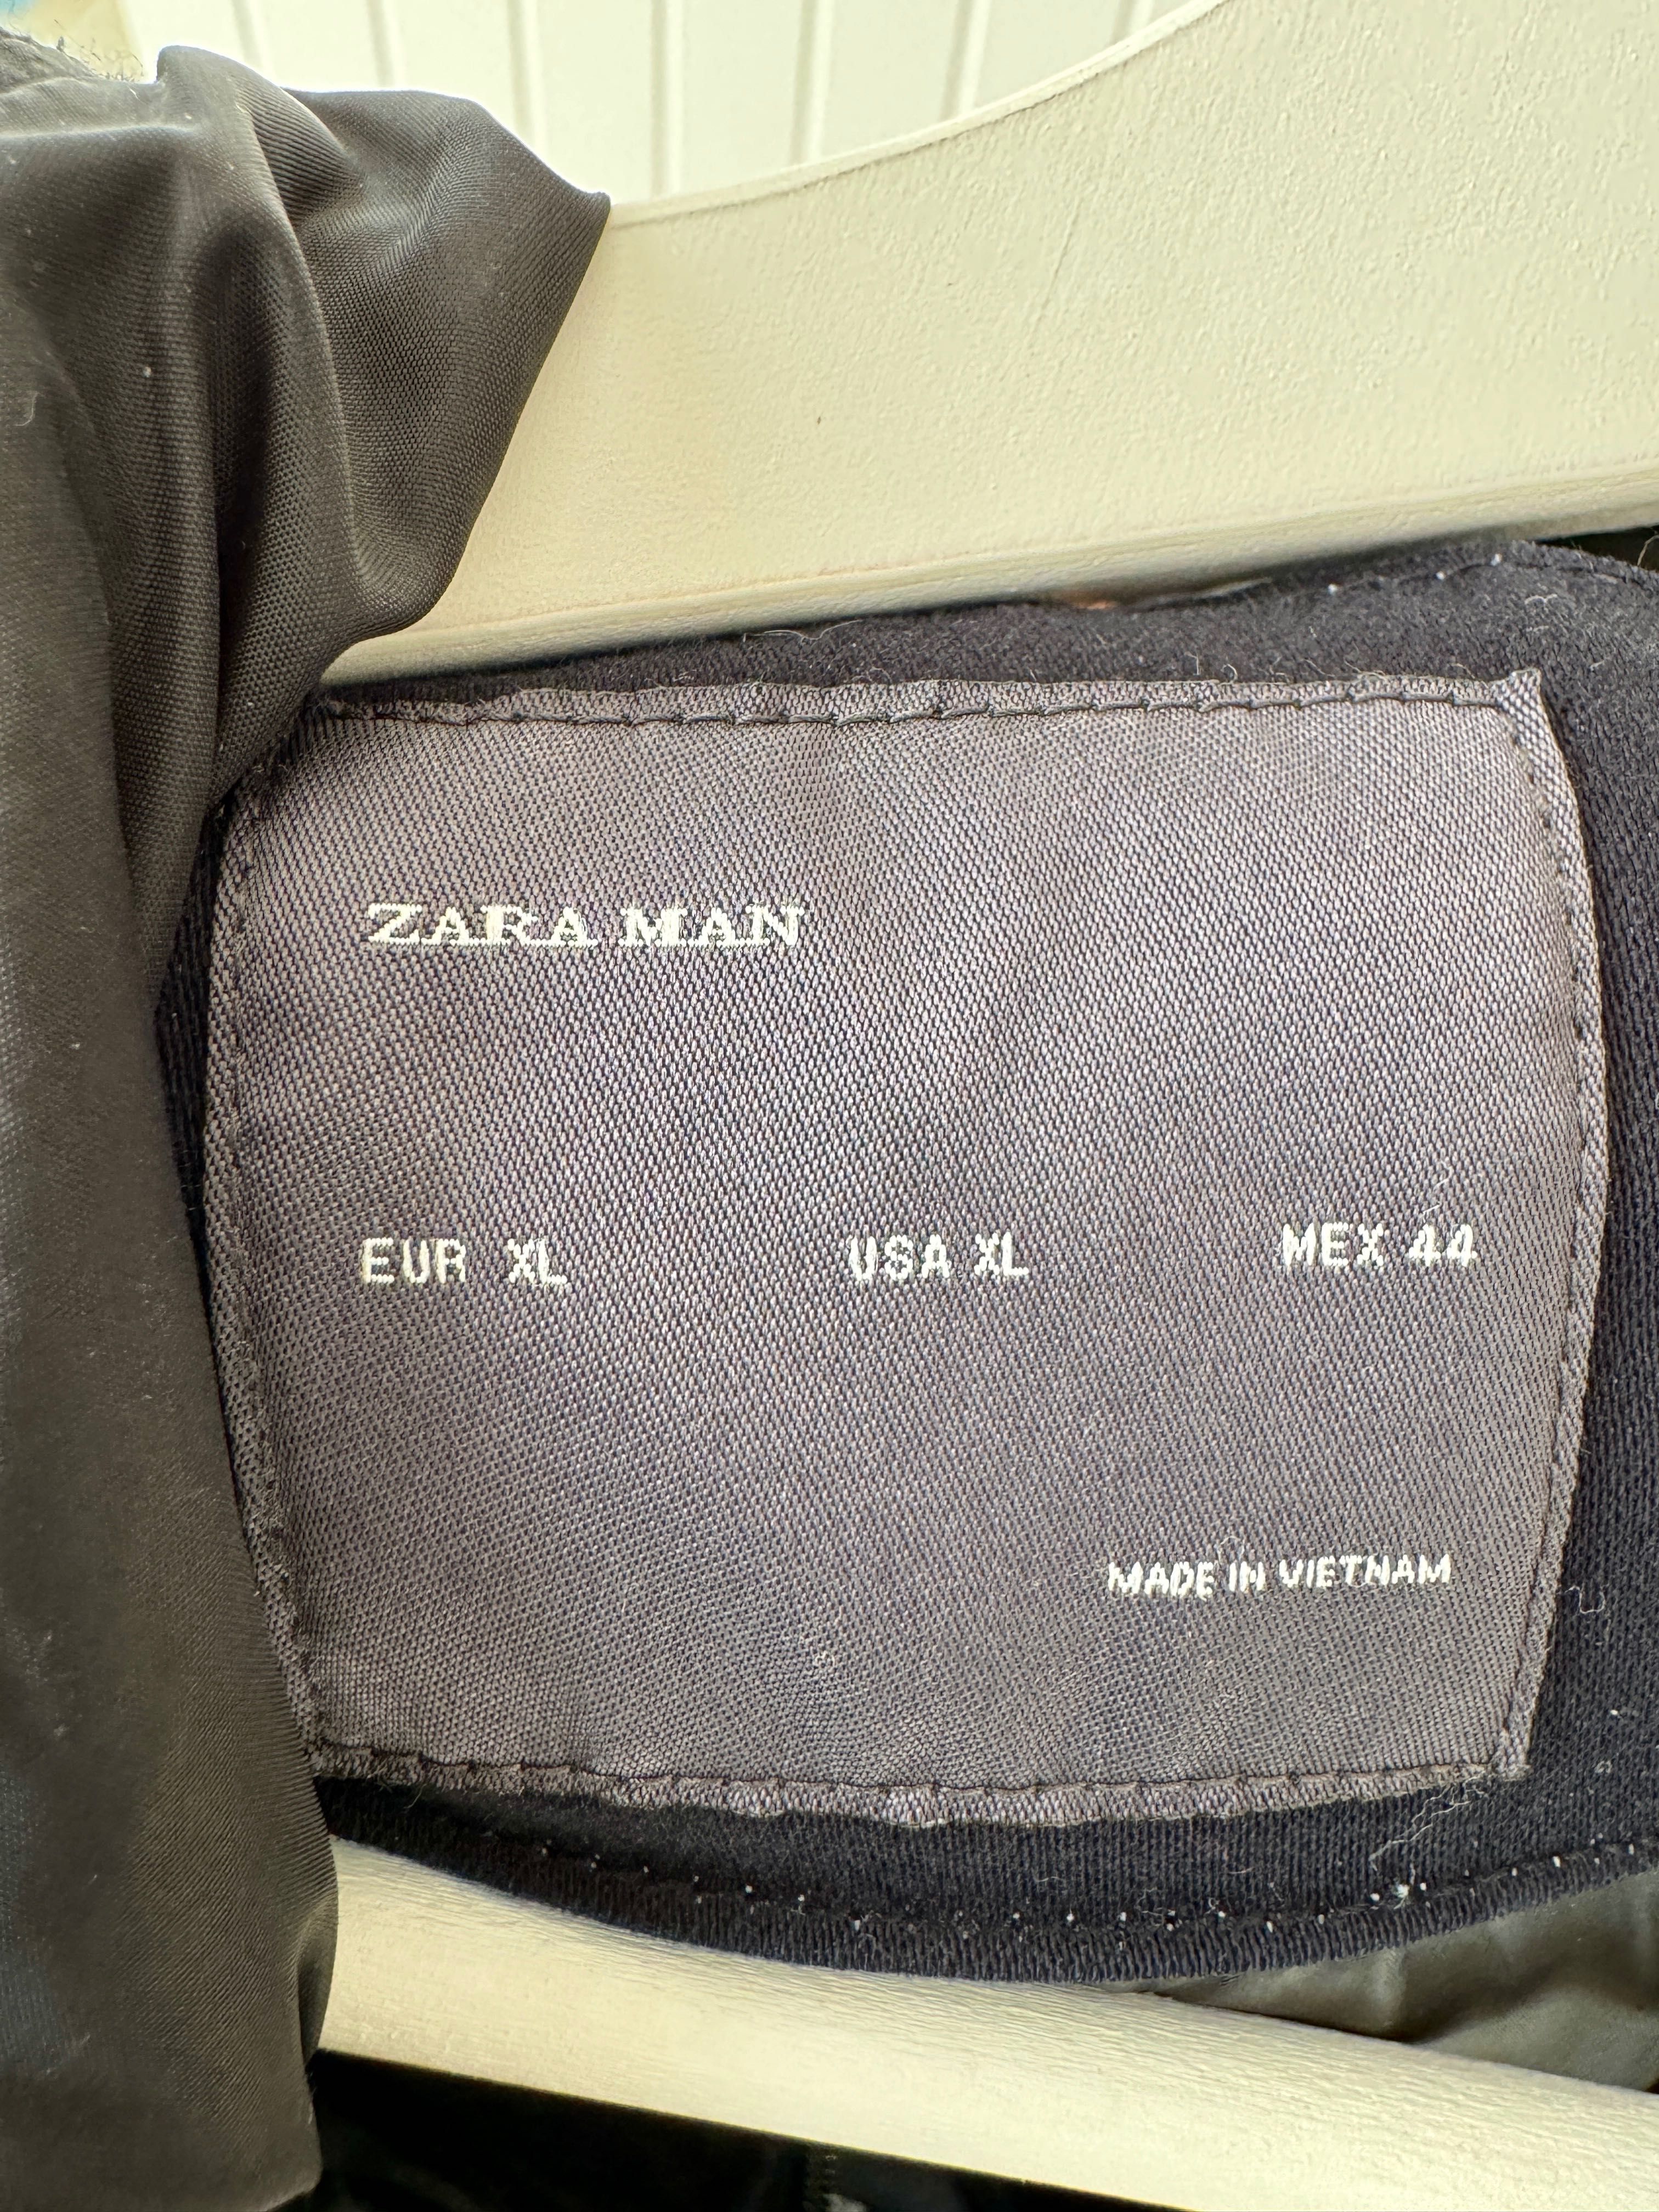 ZARA MAN
EUR XL USA XL MEX 44
MADE IN VIETNAM